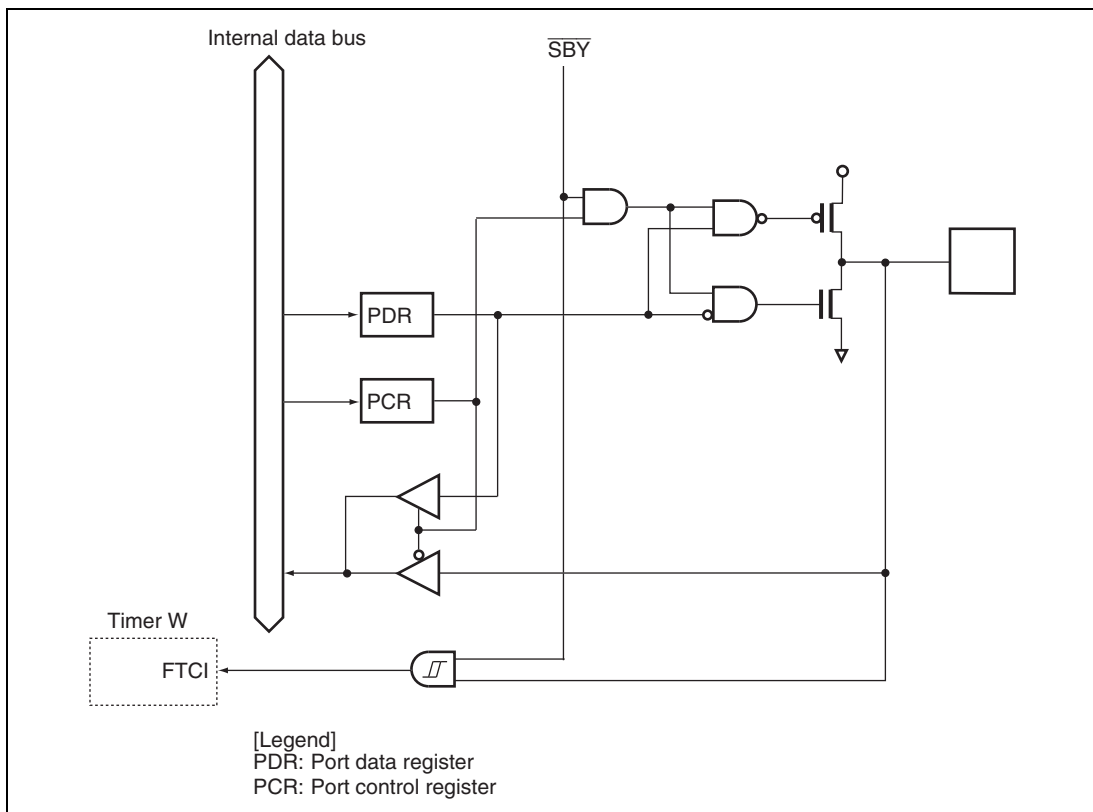 Internal data bus
SBY
PDR
PCR
Timer W
FTCI
[Legend]
PDR: Port data register
PCR: Port control register